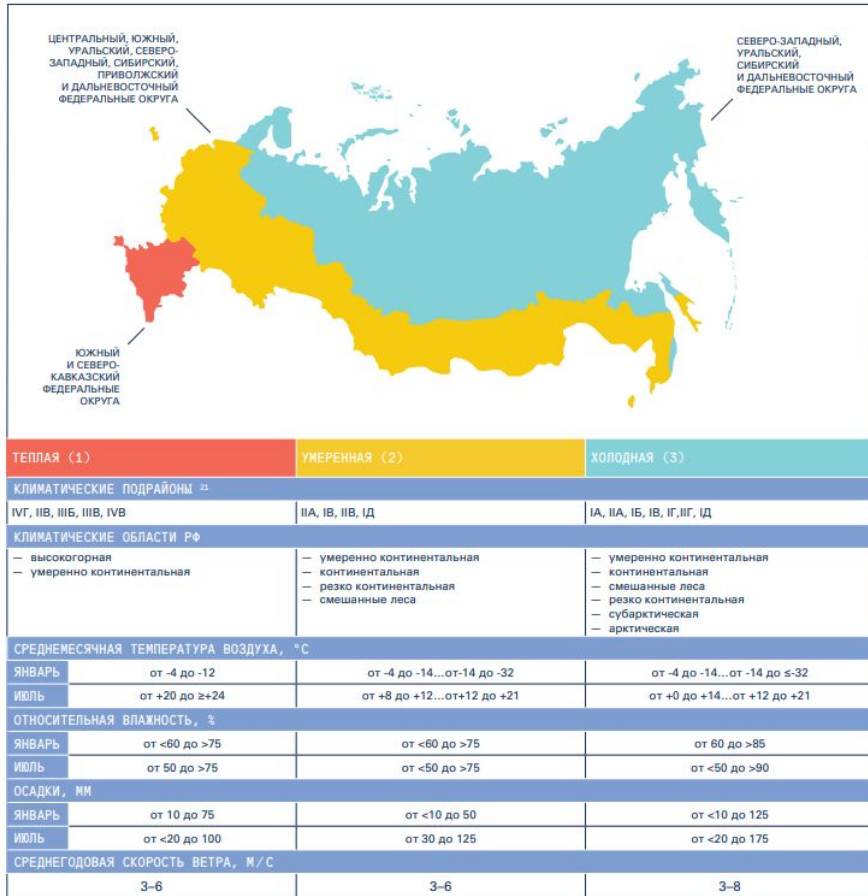 ЦЕНТРАЛЬНЫЙ, ЮЖНЫЙ,
УРАЛЬСКИЙ, СЕВЕРО-
ЗАПАДНЫЙ, СИБИРСКИЙ,
ПРИВОЛЖСКИЙ
И ДАЛЬНЕВОСТОЧНЫЙ
ФЕДЕРАЛЬНЫЕ ОКРУГА
СЕВЕРО-ЗАПАДНЫЙ,
УРАЛЬСКИЙ,
СИБИРСКИЙ
И ДАЛЬНЕВОСТОЧНЫЙ
ФЕДЕРАЛЬНЫЕ ОКРУГА
ЮЖНЫЙ
И СЕВЕРО-
КАВКАЗСКИЙ
ФЕДЕРАЛЬНЫЕ
ОКРУГА
ТЕПЛАЯ (1) УМЕРЕННАЯ (2) ХОЛОДНАЯ (3)
КЛИМАТИЧЕСКИЕ ПОДРАЙОНЫ 21
IVГ, IIВ, IIIБ, IIIВ, IVВ IIА, IВ, IIВ, IД IА, IIА, IБ, IВ, IГ,IIГ, IД
КЛИМАТИЧЕСКИЕ ОБЛАСТИ РФ
— высокогорная
— умеренно континентальная
— умеренно континентальная
— континентальная
— резко континентальная
— смешанные леса
— умеренно континентальная
— континентальная
— смешанные леса
— резко континентальная
— субарктическая
— арктическая
СРЕДНЕМЕСЯЧНАЯ ТЕМПЕРАТУРА ВОЗДУХА, °С
ЯНВАРЬ от -4 до -12 от -4 до -14...от-14 до -32 от -4 до -14...от -14 до ≤-32
ИЮЛЬ от +20 до ≥+24 от +8 до +12...от+12 до +21 от +0 до +14...от +12 до +21
ОТНОСИТЕЛЬНАЯ ВЛАЖНОСТЬ, %
ЯНВАРЬ от <60 до >75 от <60 до >75 от 60 до >85
ИЮЛЬ от 50 до >75 от <50 до >75 от <50 до >90
ОСАДКИ, ММ
ЯНВАРЬ от 10 до 75 от <10 до 50 от <10 до 125
ИЮЛЬ от <20 до 100 от 30 до 125 от <20 до 175
СРЕДНЕГОДОВАЯ СКОРОСТЬ ВЕТРА, М/С
3–6 3–6 3–8